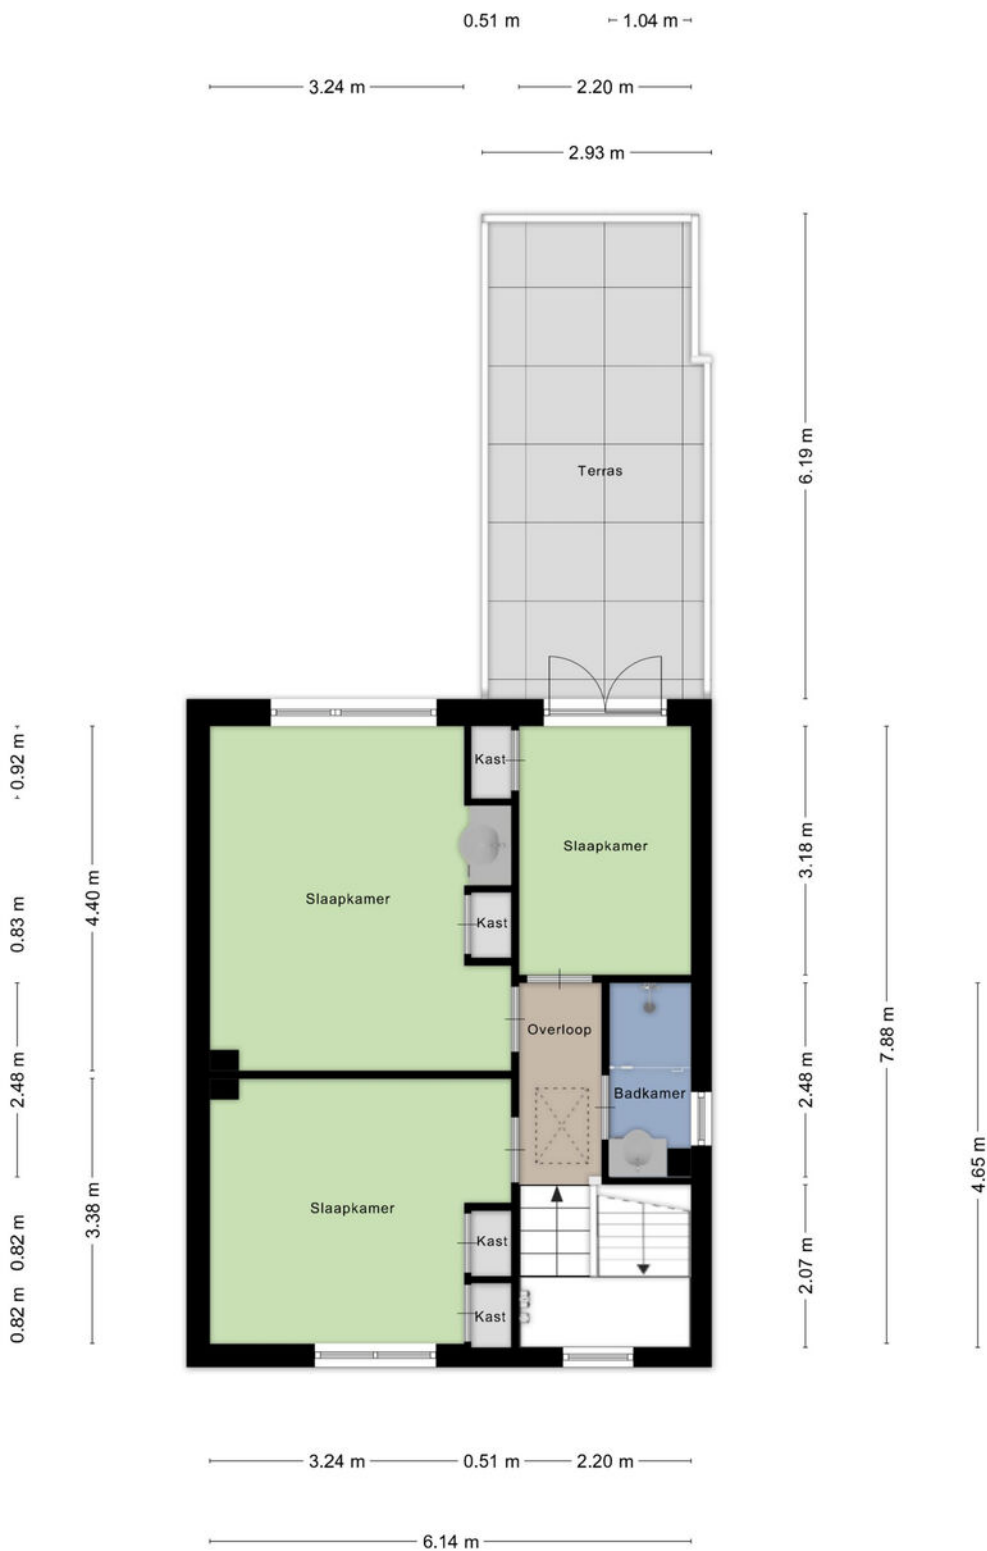 0.51 m
1.04 m
3.24 m
2.20 m
2.93 m
6.19 m
Terras
0.92 m
Kast
4.40 m
3.18 m
Slaapkamer
Slaapkamer
0.83 m
Kast
7.88 m
Overloop
2.48 m
2.48 m
Badkamer
4.65 m
3.38 m
Slaapkamer
0.82 m
Kast
2.07 m
0.82 m
Kast
3.24 m
0.51 m
2.20 m
6.14 m